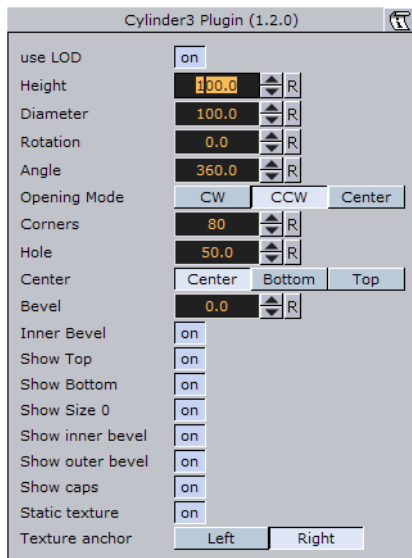 Cylinder3 Plugin (1.2.0)
use LOD on
Height 100.0 R
Diameter 100.0 R
Rotation 0.0 R
Angle 360.0 R
Opening Mode CW CCW Center
Corners 80 R
Hole 50.0 R
Center Center Bottom Top
Bevel 0.0 R
Inner Bevel on
Show Top on
Show Bottom on
Show Size 0 on
Show inner bevel on
Show outer bevel on
Show caps on
Static texture on
Texture anchor Left Right